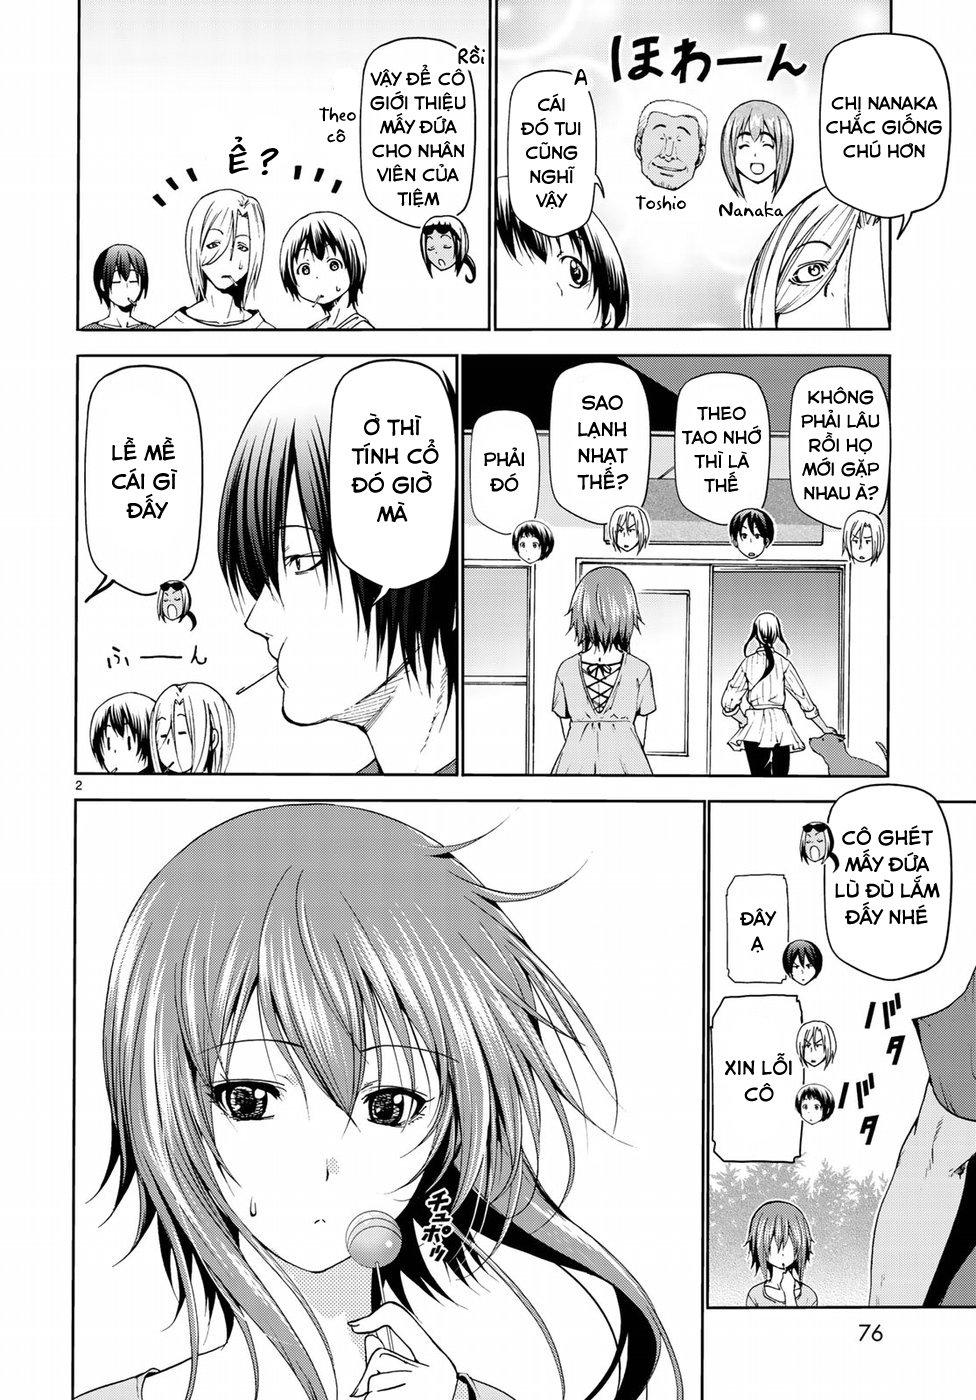 CHỊ NANAKA
CHẮC GIỐNG
CHÚ HƠN
ほわーん
Toshio
Nanaka
A
CÁI
ĐÓ TUI
CŨNG
NGHĨ
VẬY
Rồi
VẬY ĐỂ CÔ
GIỚI THIỆU
MẤY ĐỨA
CHO NHÂN
VIÊN CỦA
TIỆM
Theo
cô
Ể?
KHÔNG
PHẢI LÂU
RỒI HỌ
MỚI GẶP
NHAU À?
THEO
TAO NHỚ
THÌ LÀ
THẾ
SAO
LẠNH
NHẠT
THẾ?
PHẢI
ĐÓ
Ờ THÌ
TÍNH CỔ
ĐÓ GIỜ
MÀ
LỀ MỀ
CÁI GÌ
ĐẤY
ふーん
2
CÔ GHÉT
MẤY ĐỨA
LÙ ĐÙ LẮM
ĐẤY NHÉ
ĐÂY
Ạ
XIN LỖI
CÔ
バタ
バタ
チュポッ
76